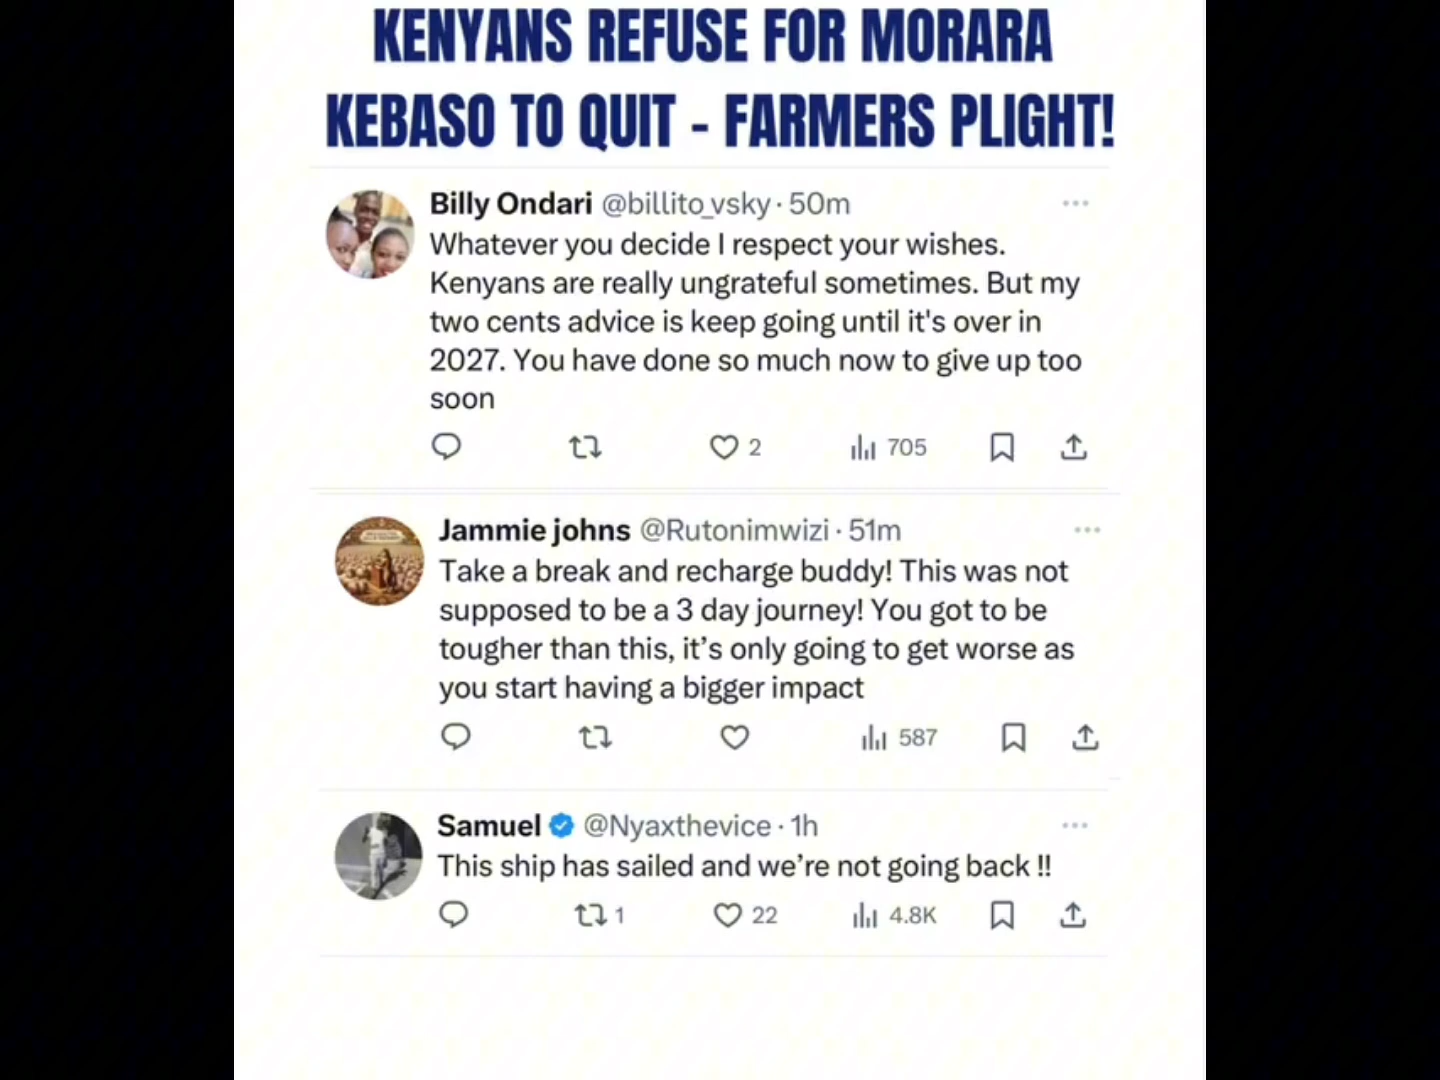 KENYANS REFUSE FOR MORARA
KEBASO TO QUIT - FARMERS PLIGHT!
Billy Ondari @billito_vsky · 50m
Whatever you decide I respect your wishes.
Kenyans are really ungrateful sometimes. But my
two cents advice is keep going until it's over in
2027. You have done so much now to give up too
soon
2 705
Jammie johns @Rutonimwizi · 51m
Take a break and recharge buddy! This was not
supposed to be a 3 day journey! You got to be
tougher than this, it’s only going to get worse as
you start having a bigger impact
587
Samuel @Nyaxthevice · 1h
This ship has sailed and we’re not going back !!
1 22 4.8K